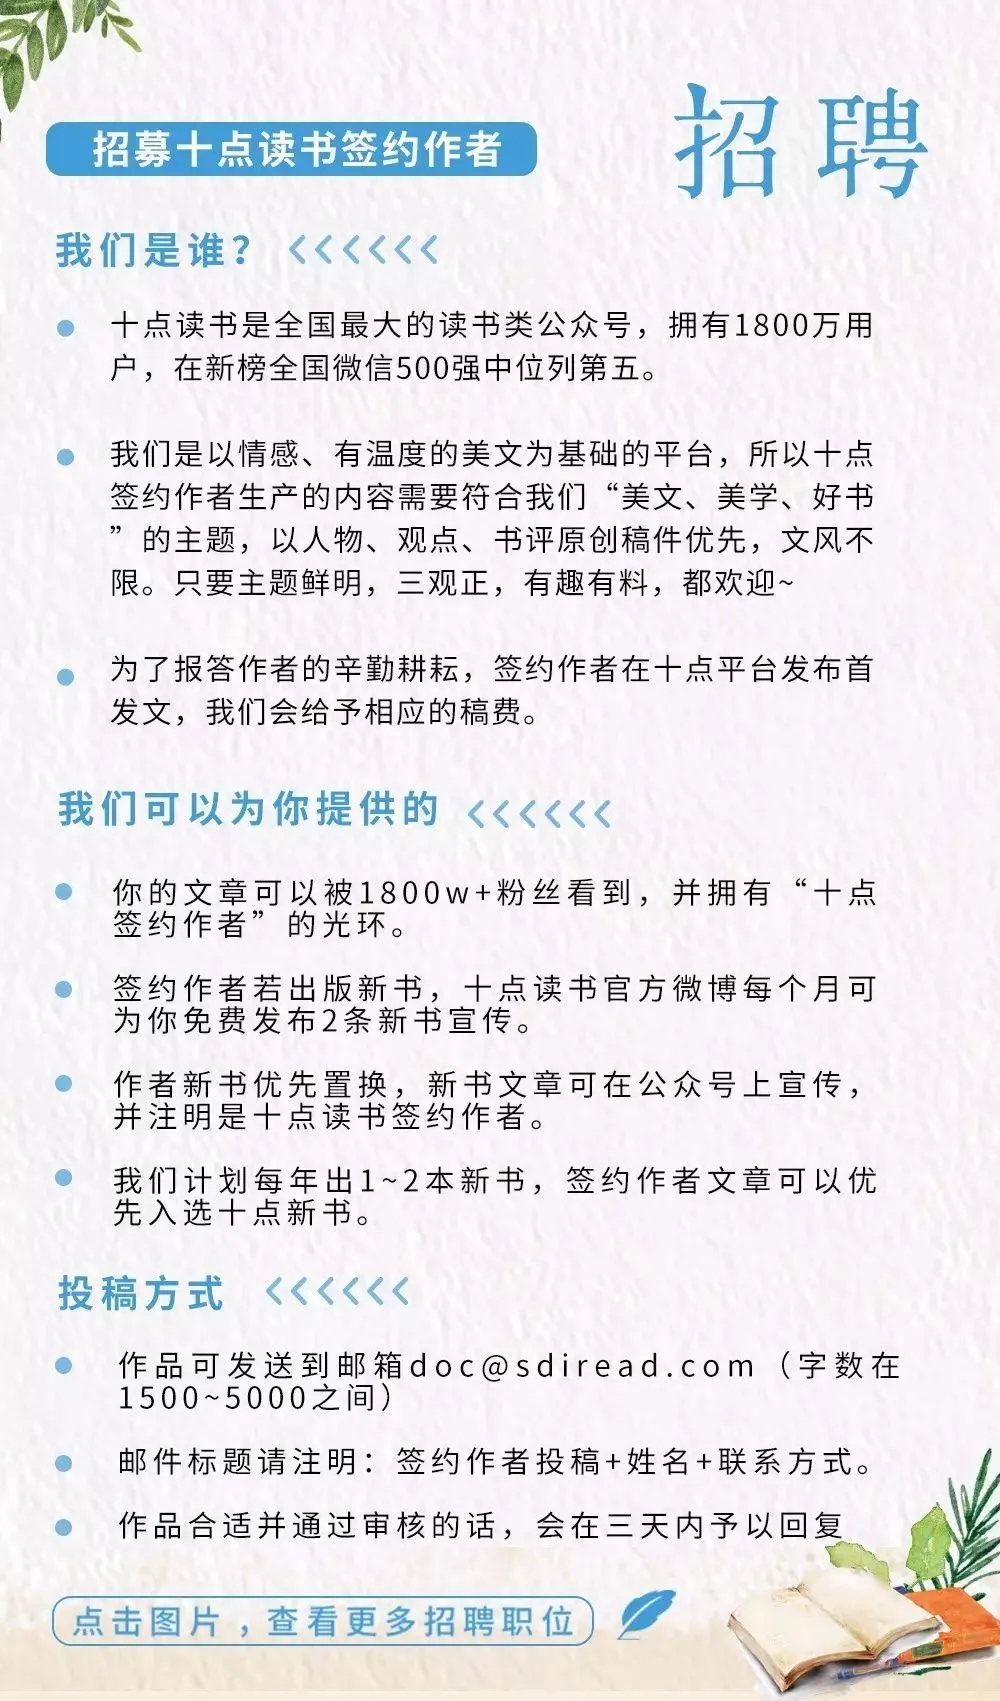 招聘
招募十点读书签约作者
我们是谁？
十点读书是全国最大的读书类公众号，拥有1800万用
户，在新榜全国微信500强中位列第五。
我们是以情感、有温度的美文为基础的平台，所以十点
签约作者生产的内容需要符合我们“美文、美学、好书
”的主题，以人物、观点、书评原创稿件优先，文风不
限。只要主题鲜明，三观正，有趣有料，都欢迎~
为了报答作者的辛勤耕耘，签约作者在十点平台发布首
发文，我们会给予相应的稿费。
我们可以为你提供的
你的文章可以被1800w+粉丝看到，并拥有“十点
签约作者”的光环。
签约作者若出版新书，十点读书官方微博每个月可
为你免费发布2条新书宣传。
作者新书优先置换，新书文章可在公众号上宣传，
并注明是十点读书签约作者。
我们计划每年出1~2本新书，签约作者文章可以优
先入选十点新书。
投稿方式
作品可发送到邮箱doc@sdiread.com（字数在
1500~5000之间）
邮件标题请注明：签约作者投稿+姓名+联系方式。
作品合适并通过审核的话，会在三天内予以回复
点击图片，查看更多招聘职位